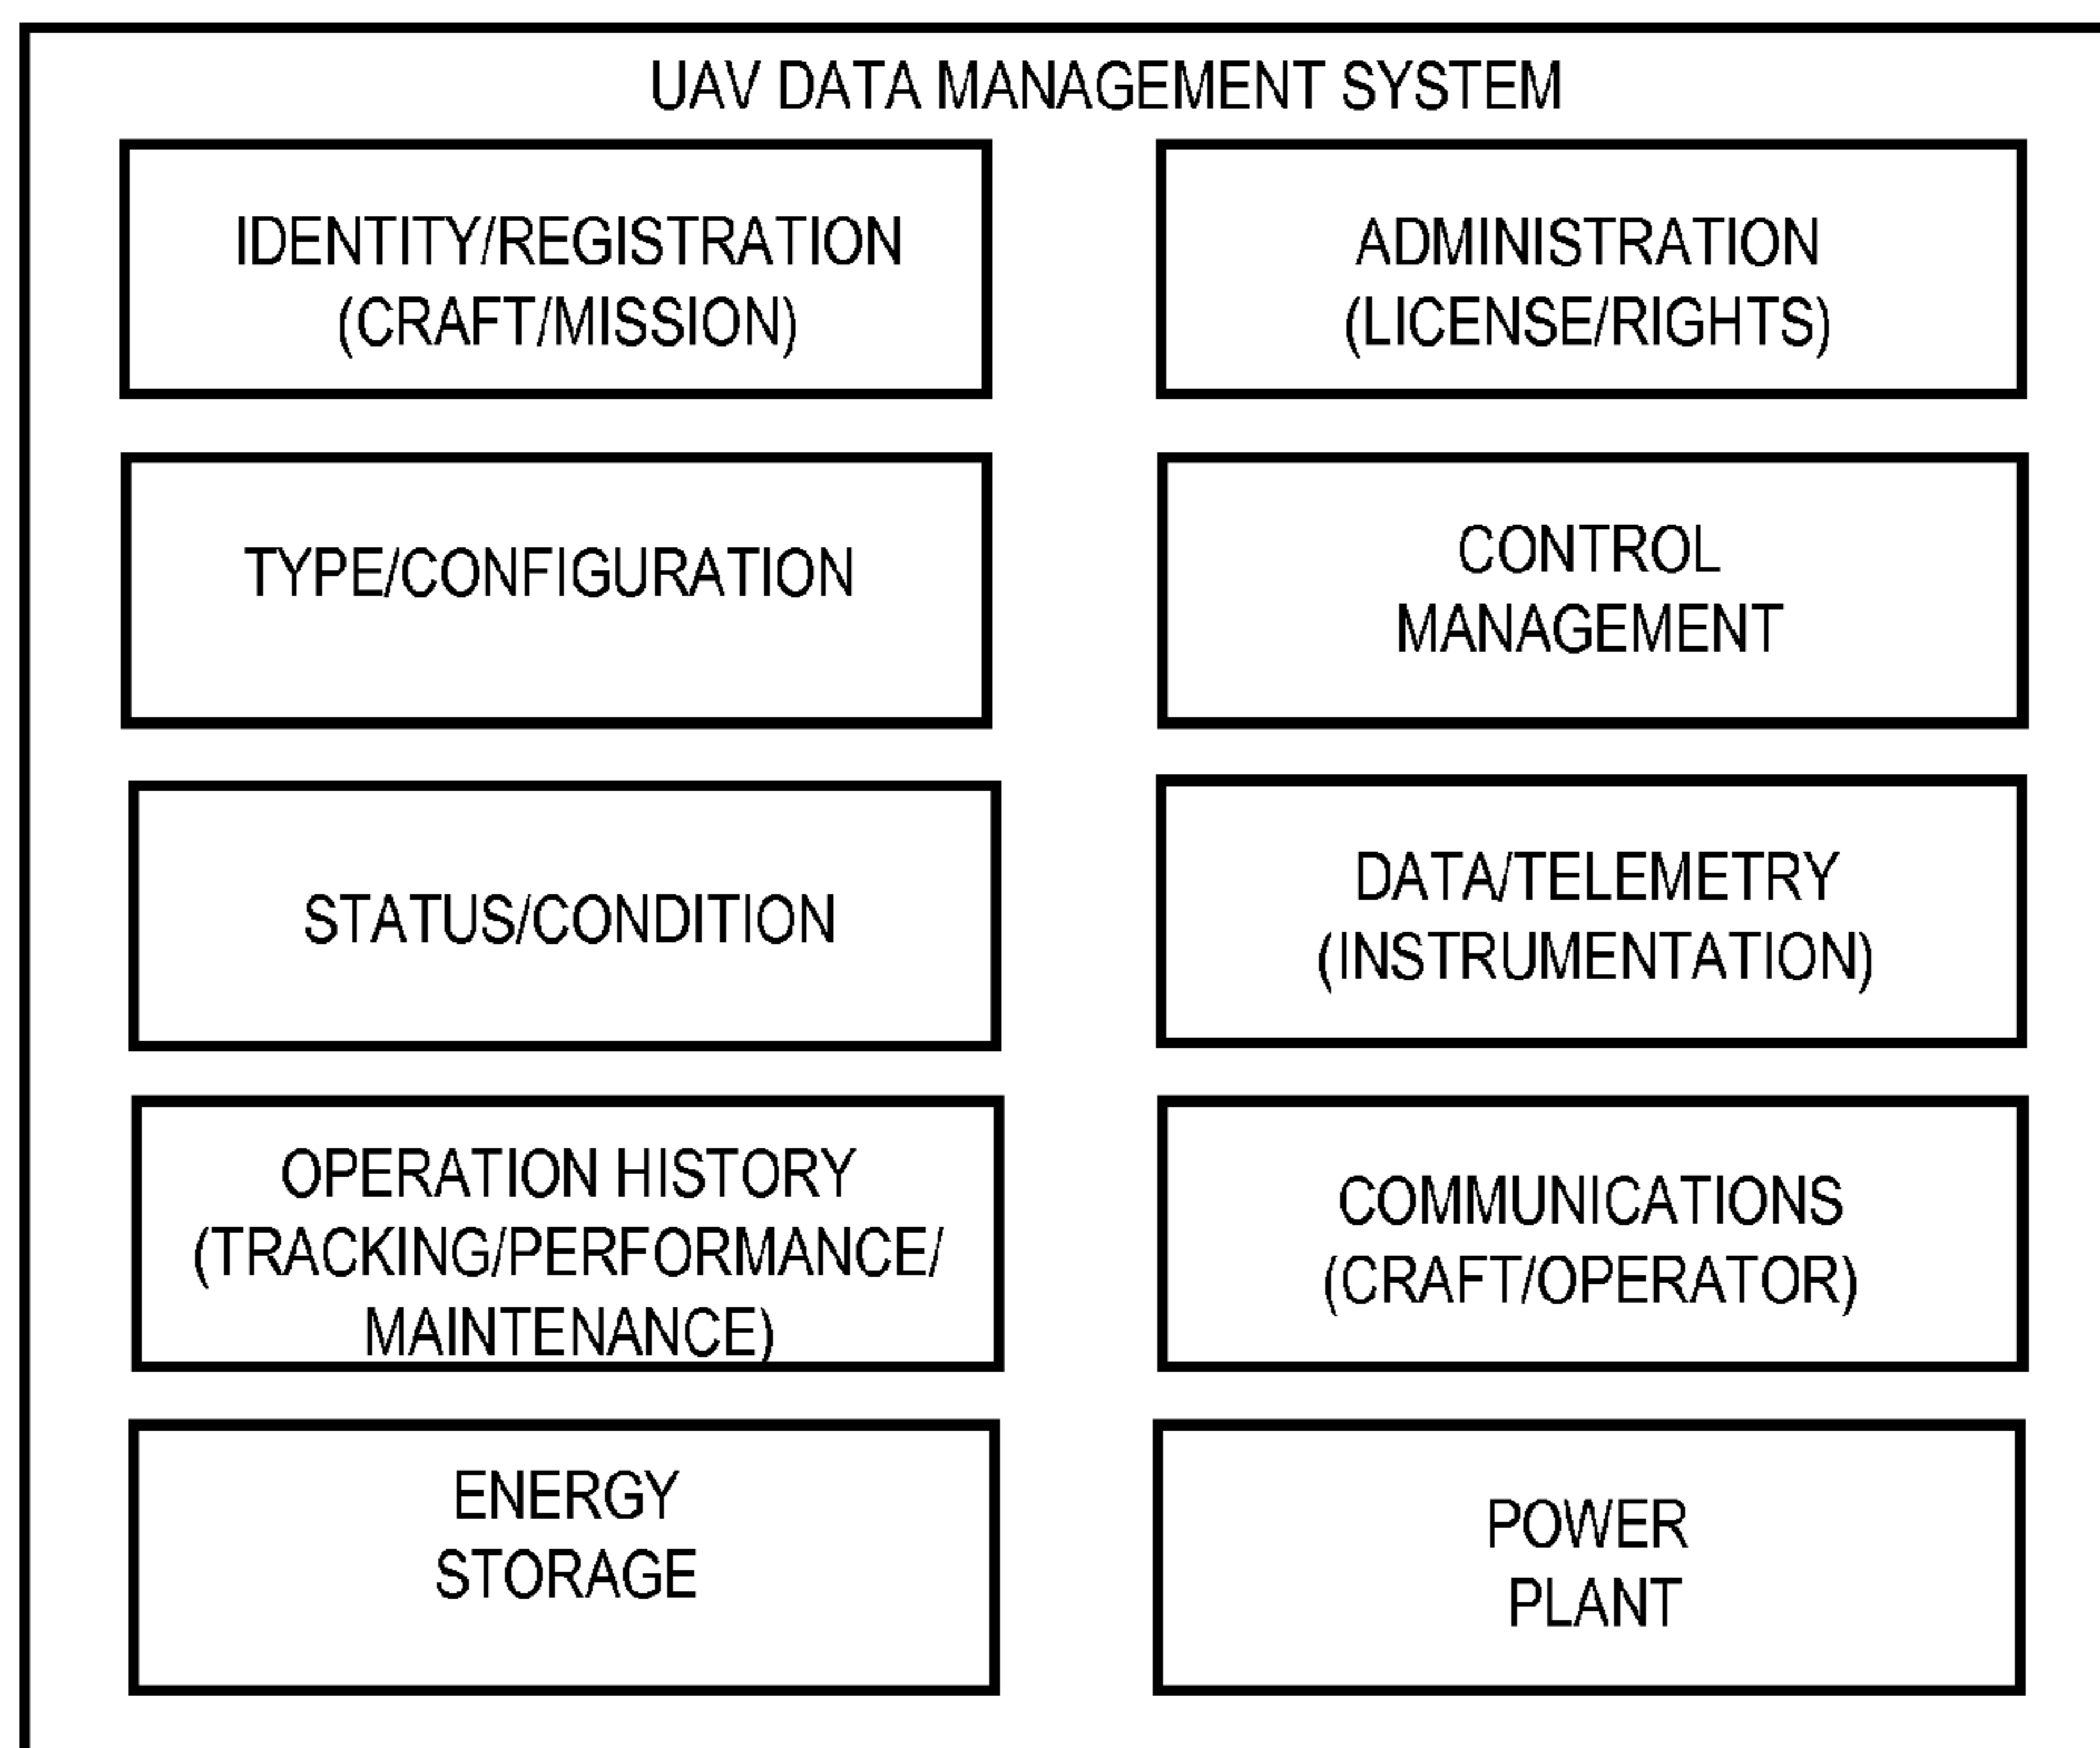 UAV DATA MANAGEMENT SYSTEM
IDENTITY/REGISTRATION
(CRAFT/MISSION)
ADMINISTRATION
(LICENSE/RIGHTS)
TYPE/CONFIGURATION
CONTROL
MANAGEMENT
STATUS/CONDITION
DATA/TELEMETRY
(INSTRUMENTATION)
OPERATION HISTORY
(TRACKING/PERFORMANCE/
MAINTENANCE)
COMMUNICATIONS
(CRAFT/OPERATOR)
ENERGY
STORAGE
POWER
PLANT